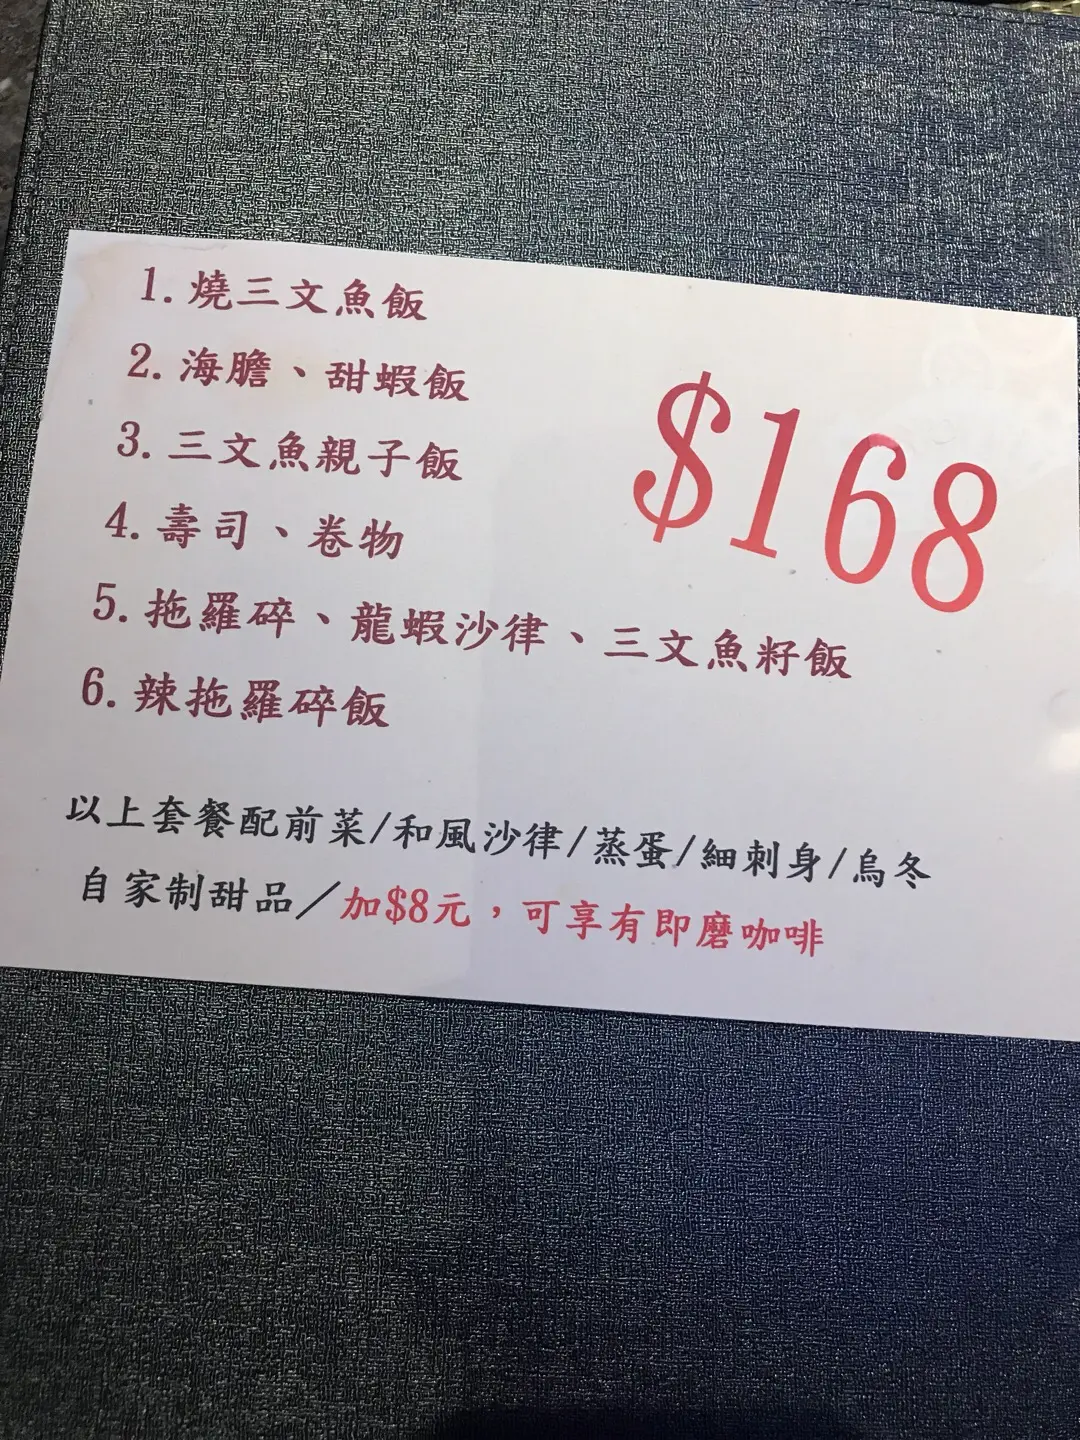 1. 燒三文魚飯
2. 海膽、甜蝦飯
3. 三文魚親子飯
4. 壽司、卷物
5. 拖羅碎、龍蝦沙律、三文魚籽飯
6. 辣拖羅碎飯
$168
以上套餐配前菜/和風沙律/蒸蛋/細刺身/烏冬
自家制甜品／加$8元，可享有即磨咖啡